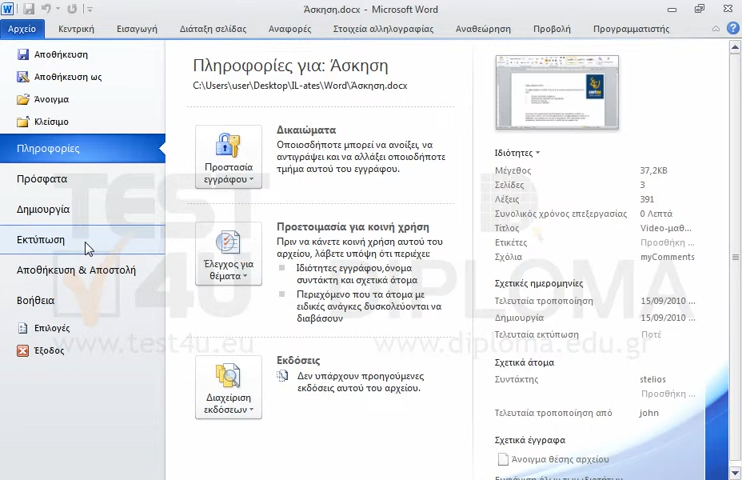 Άσκηση.docx - Microsoft Word
Αρχείο Κεντρική Εισαγωγή Διάταξη σελίδας Αναφορές Στοιχεία αλληλογραφίας Αναθεώρηση Προβολή Προγραμματιστής
Αποθήκευση
Αποθήκευση ως
Άνοιγμα
Κλείσιμο
Πληροφορίες
Πρόσφατα
Δημιουργία
Εκτύπωση
Αποθήκευση & Αποστολή
Βοήθεια
Επιλογές
Έξοδος
Πληροφορίες για: Άσκηση
C:\Users\user\Desktop\IL-ates\Word\Άσκηση.docx
Προστασία
εγγράφου
Δικαιώματα
Οποιοσδήποτε μπορεί να ανοίξει, να
αντιγράψει και να αλλάξει οποιοδήποτε
τμήμα αυτού του εγγράφου.
Έλεγχος για
θέματα
Προετοιμασία για κοινή χρήση
Πριν να κάνετε κοινή χρήση αυτού του
αρχείου, λάβετε υπόψη ότι περιέχει:
Ιδιότητες εγγράφου,όνομα
συντάκτη και σχετικά άτομα
Περιεχόμενο που τα άτομα με
ειδικές ανάγκες δυσκολεύονται να
διαβάσουν
Διαχείριση
εκδόσεων
Εκδόσεις
Δεν υπάρχουν προηγούμενες
εκδόσεις αυτού του αρχείου.
Ιδιότητες
Μέγεθος 37,2KB
Σελίδες 3
Λέξεις 391
Συνολικός χρόνος επεξεργασίας 0 Λεπτά
Τίτλος Video-μαθ...
Ετικέτες Προσθήκη ...
Σχόλια myComments
Σχετικές ημερομηνίες
Τελευταία τροποποίηση 15/09/2010 ...
Δημιουργία 15/09/2010 ...
Τελευταία εκτύπωση Ποτέ
Σχετικά άτομα
Συντάκτης stelios
Προσθήκη ...
Τελευταία τροποποίηση από john
Σχετικά έγγραφα
Άνοιγμα θέσης αρχείου
TEST
4U
DIPLOMA
www.test4u.eu
www.diploma.edu.gr